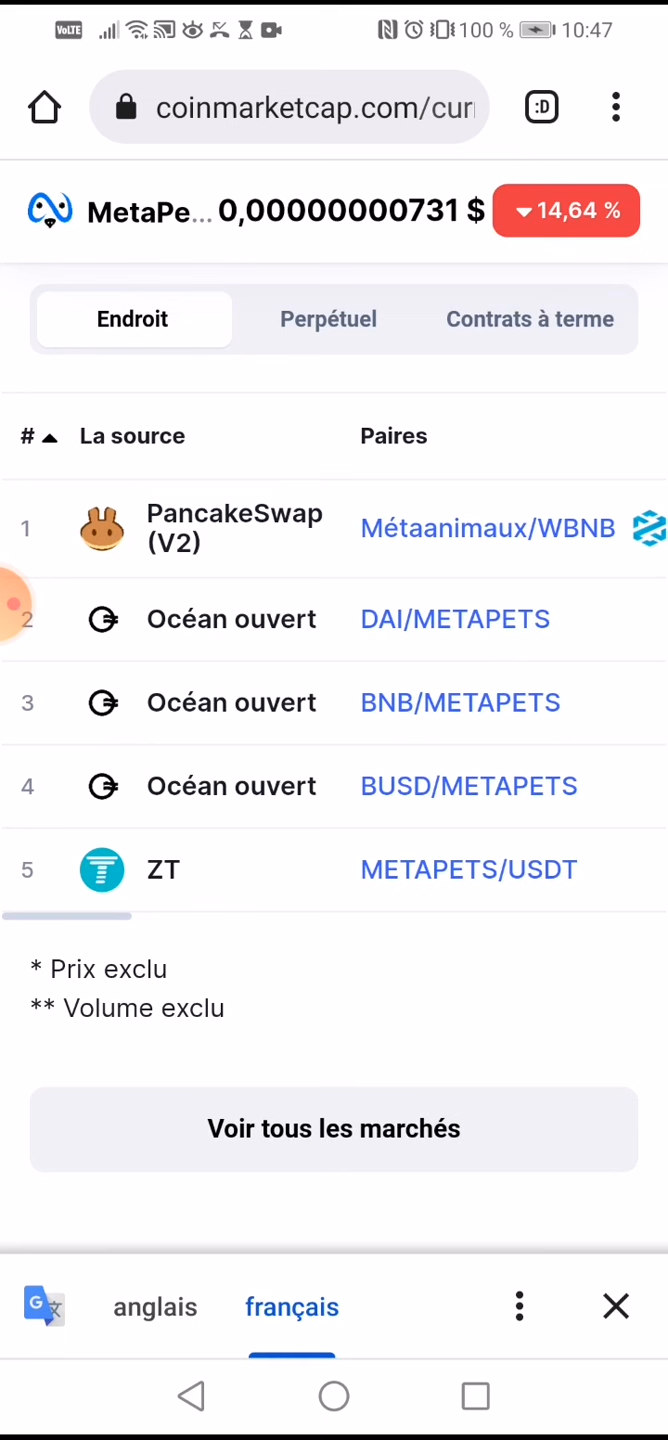 VoLTE 100 % 10:47
:D
coinmarketcap.com/cur
MetaPe... 0,00000000731 $ 14,64 %
Endroit Perpétuel Contrats à terme
# La source Paires
1 PancakeSwap (V2) Métaanimaux/WBNB
2 Océan ouvert DAI/METAPETS
3 Océan ouvert BNB/METAPETS
4 Océan ouvert BUSD/METAPETS
5 ZT METAPETS/USDT
* Prix exclu
** Volume exclu
Voir tous les marchés
G 文 anglais français